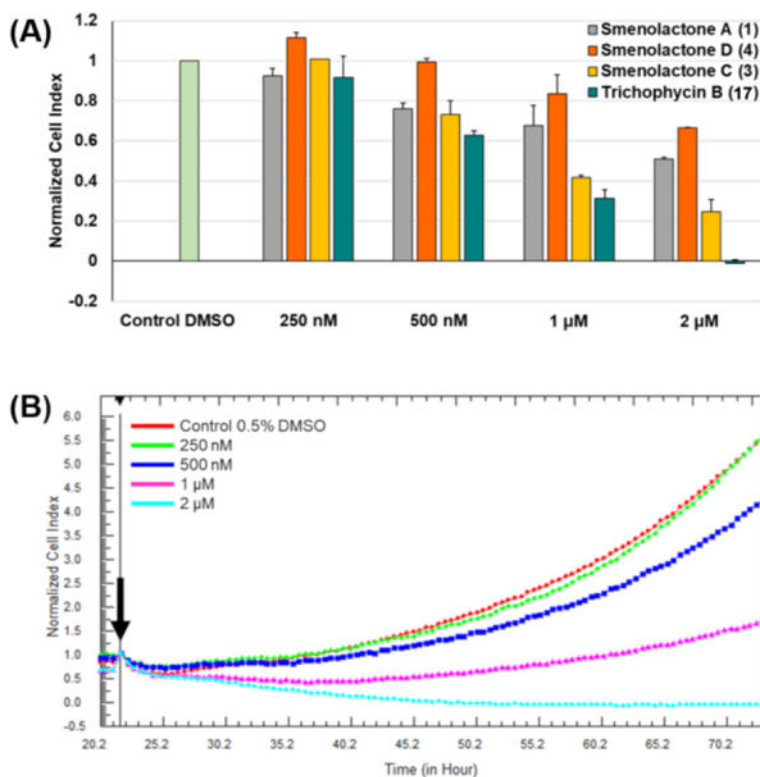 (A)
Normalized Cell Index
1.2
1
0.8
0.6
0.4
0.2
0
-0.2
Smenolactone A (1)
Smenolactone D (4)
Smenolactone C (3)
Trichophycin B (17)
Control DMSO 250 nM 500 nM 1 µM 2 µM
(B)
Normalized Cell Index
6.0
5.5
5.0
4.5
4.0
3.5
3.0
2.5
2.0
1.5
1.0
0.5
0.0
-0.5
Control 0.5% DMSO
250 nM
500 nM
1 µM
2 µM
20.2 25.2 30.2 35.2 40.2 45.2 50.2 55.2 60.2 65.2 70.2
Time (in Hour)